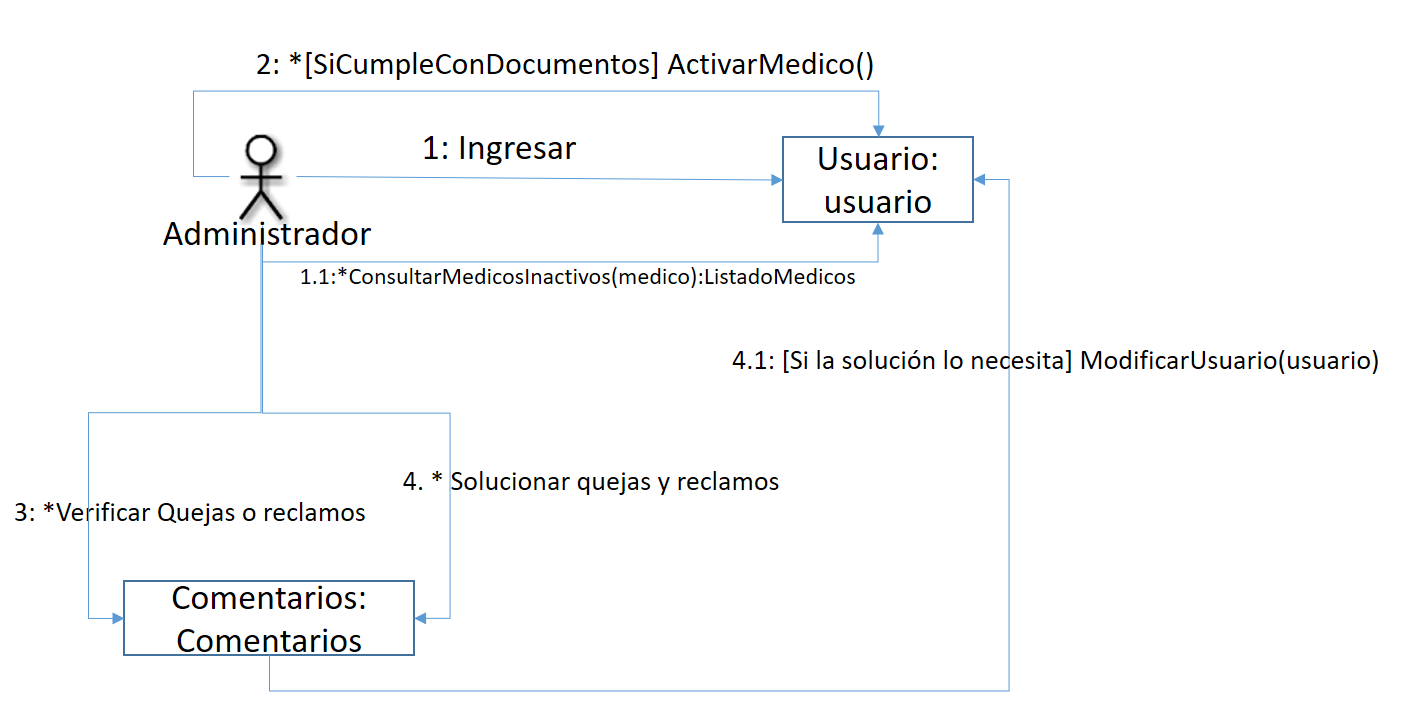 2: *[SiCumpleConDocumentos] ActivarMedico()
1: Ingresar
Usuario:
usuario
Administrador
1.1:*ConsultarMedicosInactivos(medico):ListadoMedicos
4.1: [Si la solución lo necesita] ModificarUsuario(usuario)
4. * Solucionar quejas y reclamos
3: *Verificar Quejas o reclamos
Comentarios:
Comentarios